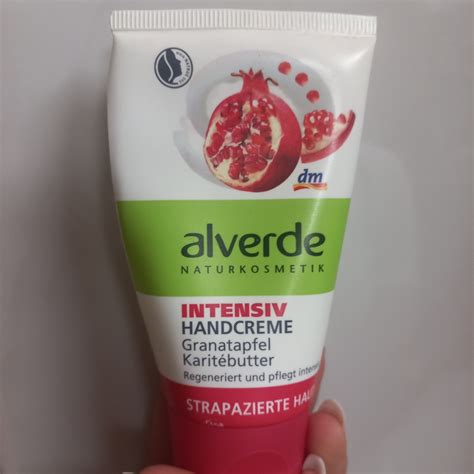 dm
alverde
NATURKOSMETIK
INTENSIV
HANDCREME
Granatapfel
Karitébutter
Regeneriert und pflegt
STRAPAZIERTE